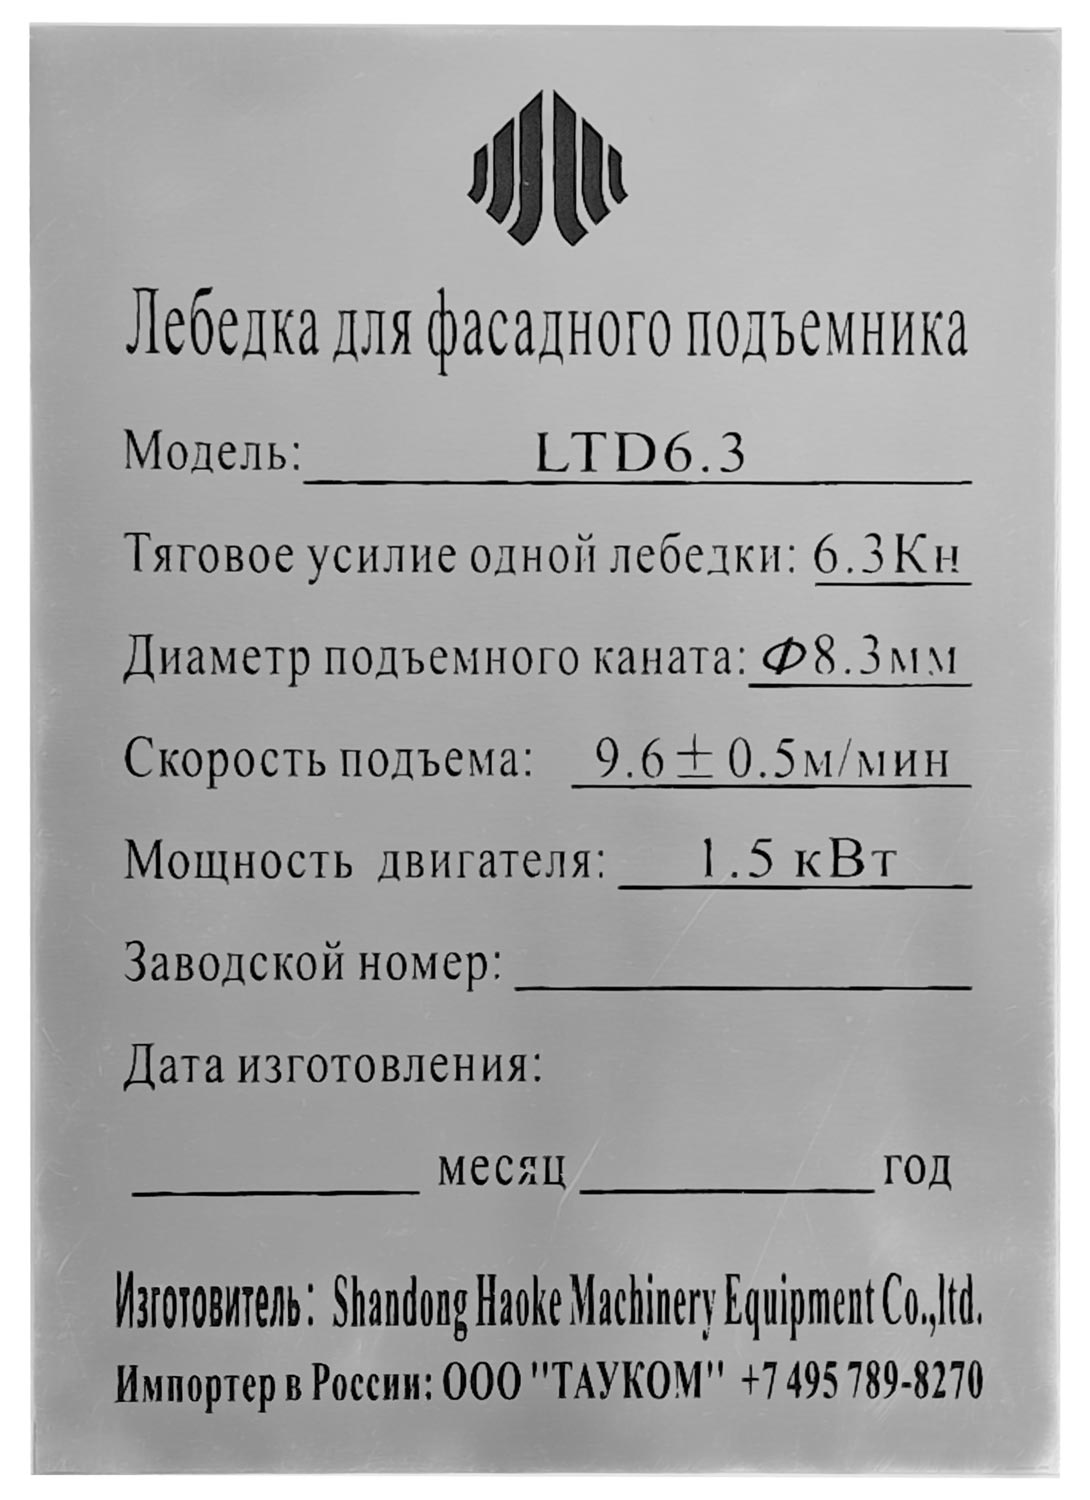 Лебедка для фасадного подъемника
Модель: LTD6.3
Тяговое усилие одной лебедки: 6.3Кн
Диаметр подъемного каната: Ф8.3мм
Скорость подъема: 9.6±0.5м/мин
Мощность двигателя: 1.5 кВт
Заводской номер:
Дата изготовления:
месяц год
Изготовитель: Shandong Haoke Machinery Equipment Co.,ltd.
Импортер в России: ООО "ТАУКОМ" +7 495 789-8270